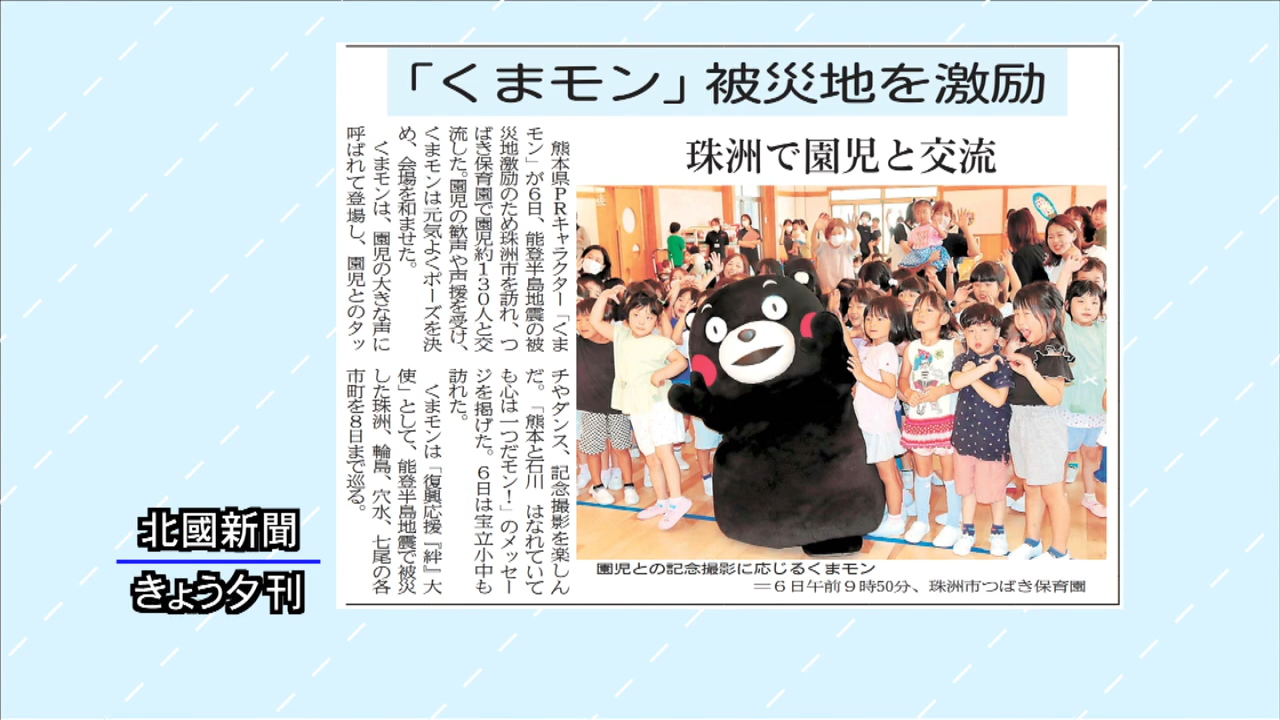 「くまモン」被災地を激励
珠洲で園児と交流
熊本県PRキャラクター「くま
モン」が6日、能登半島地震の被
災地激励のため珠洲市を訪れ、つ
ばき保育園で園児約130人と交
流した。園児の歓声や声援を受け、
くまモンは元気よくポーズを決
め、会場を和ませた。
くまモンは、園児の大きな声に
呼ばれて登場し、園児とのタッ
チやダンス、記念撮影を楽しん
だ。「熊本と石川　はなれていて
も心は一つだモン！」のメッセー
ジを掲げた。6日は宝立小中も
訪れた。
くまモンは「復興応援『絆』大
使」として、能登半島地震で被災
した珠洲、輪島、穴水、七尾の各
市町を8日まで巡る。
園児との記念撮影に応じるくまモン
＝6日午前9時50分、珠洲市つばき保育園
北國新聞
きょう夕刊